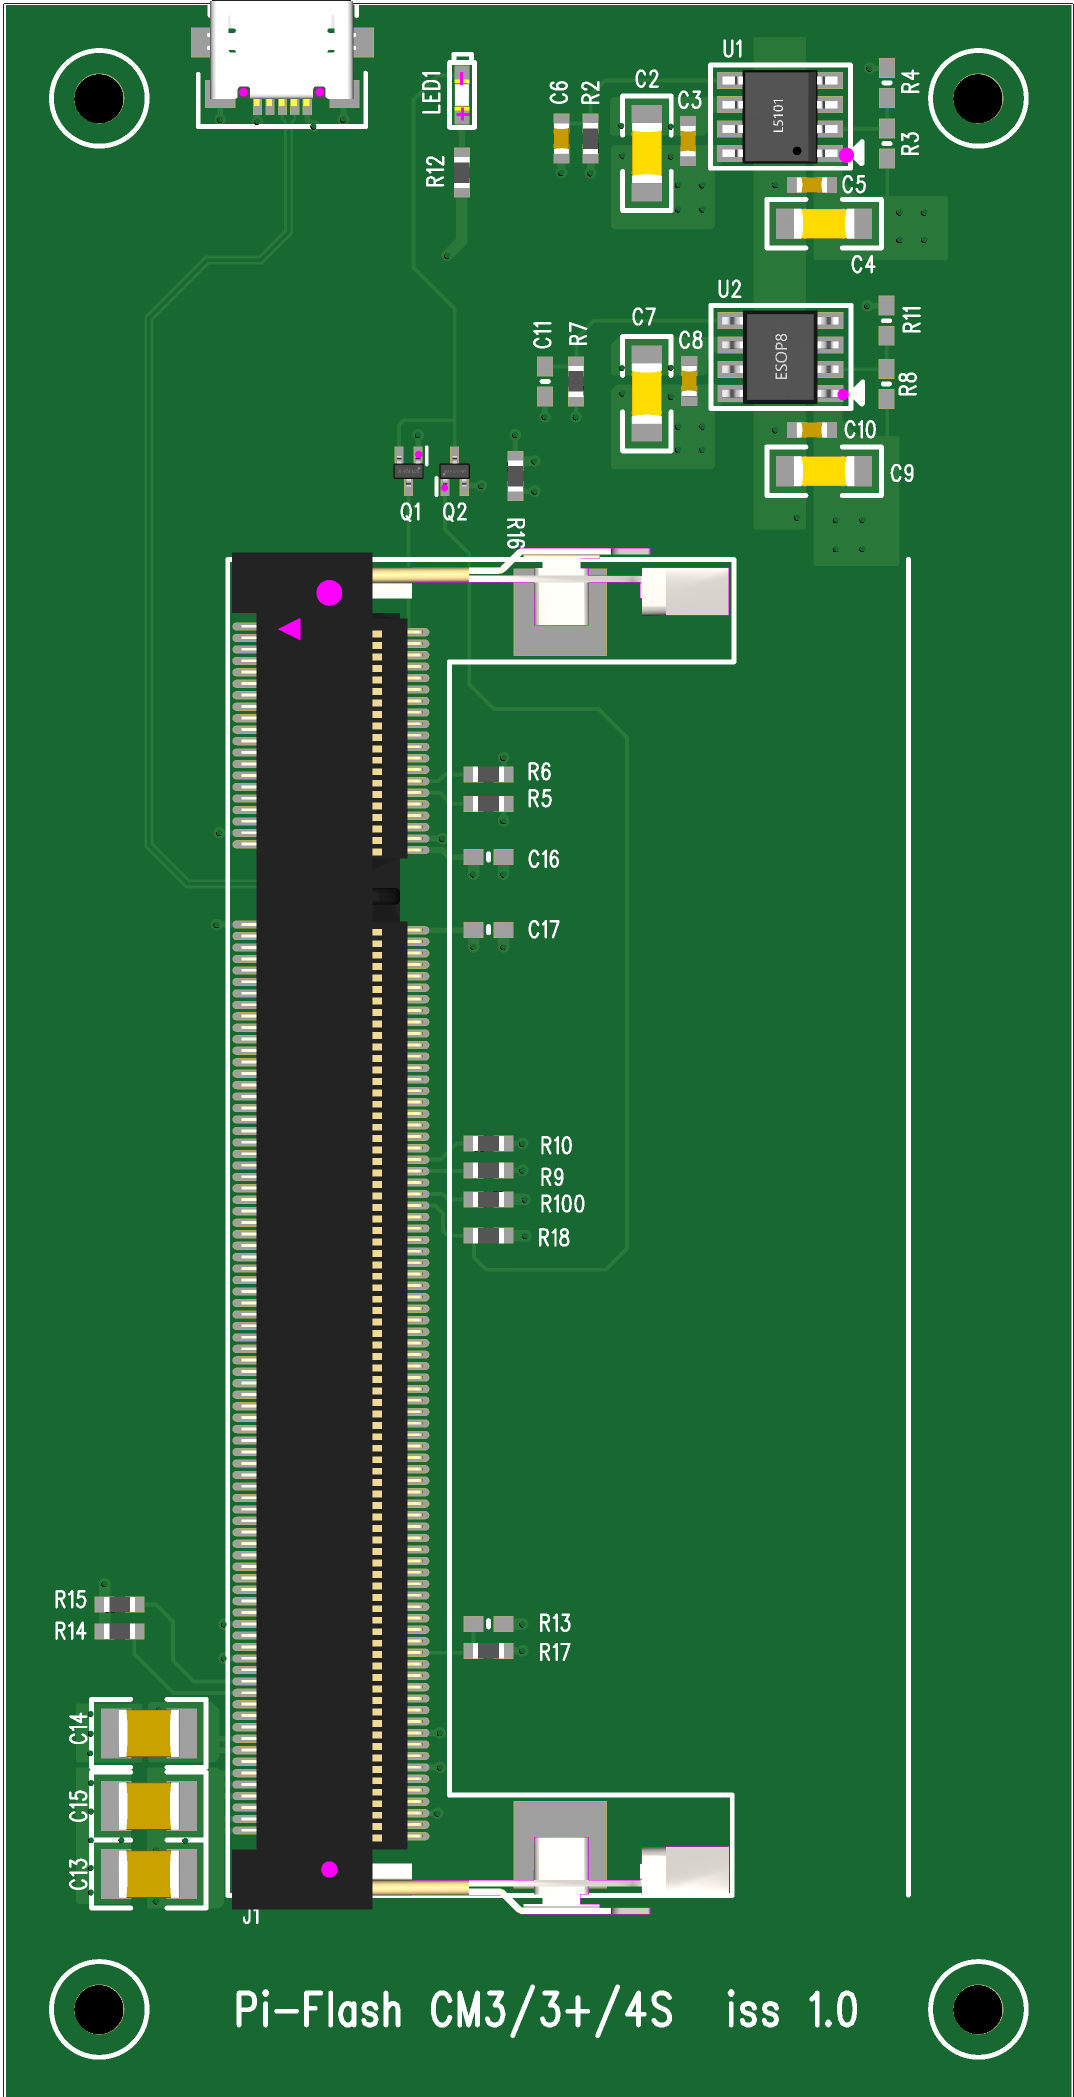 U1
LED1
C6
R2
C2
C3
L5101
R4
R3
R12
C5
C4
U2
C11
R7
C7
C8
ESOP8
R11
R8
C10
C9
Q1
Q2
R16
R6
R5
C16
C17
R10
R9
R100
R18
R15
R14
R13
R17
C14
C15
C13
J1
Pi-Flash CM3/3+/4S iss 1.0